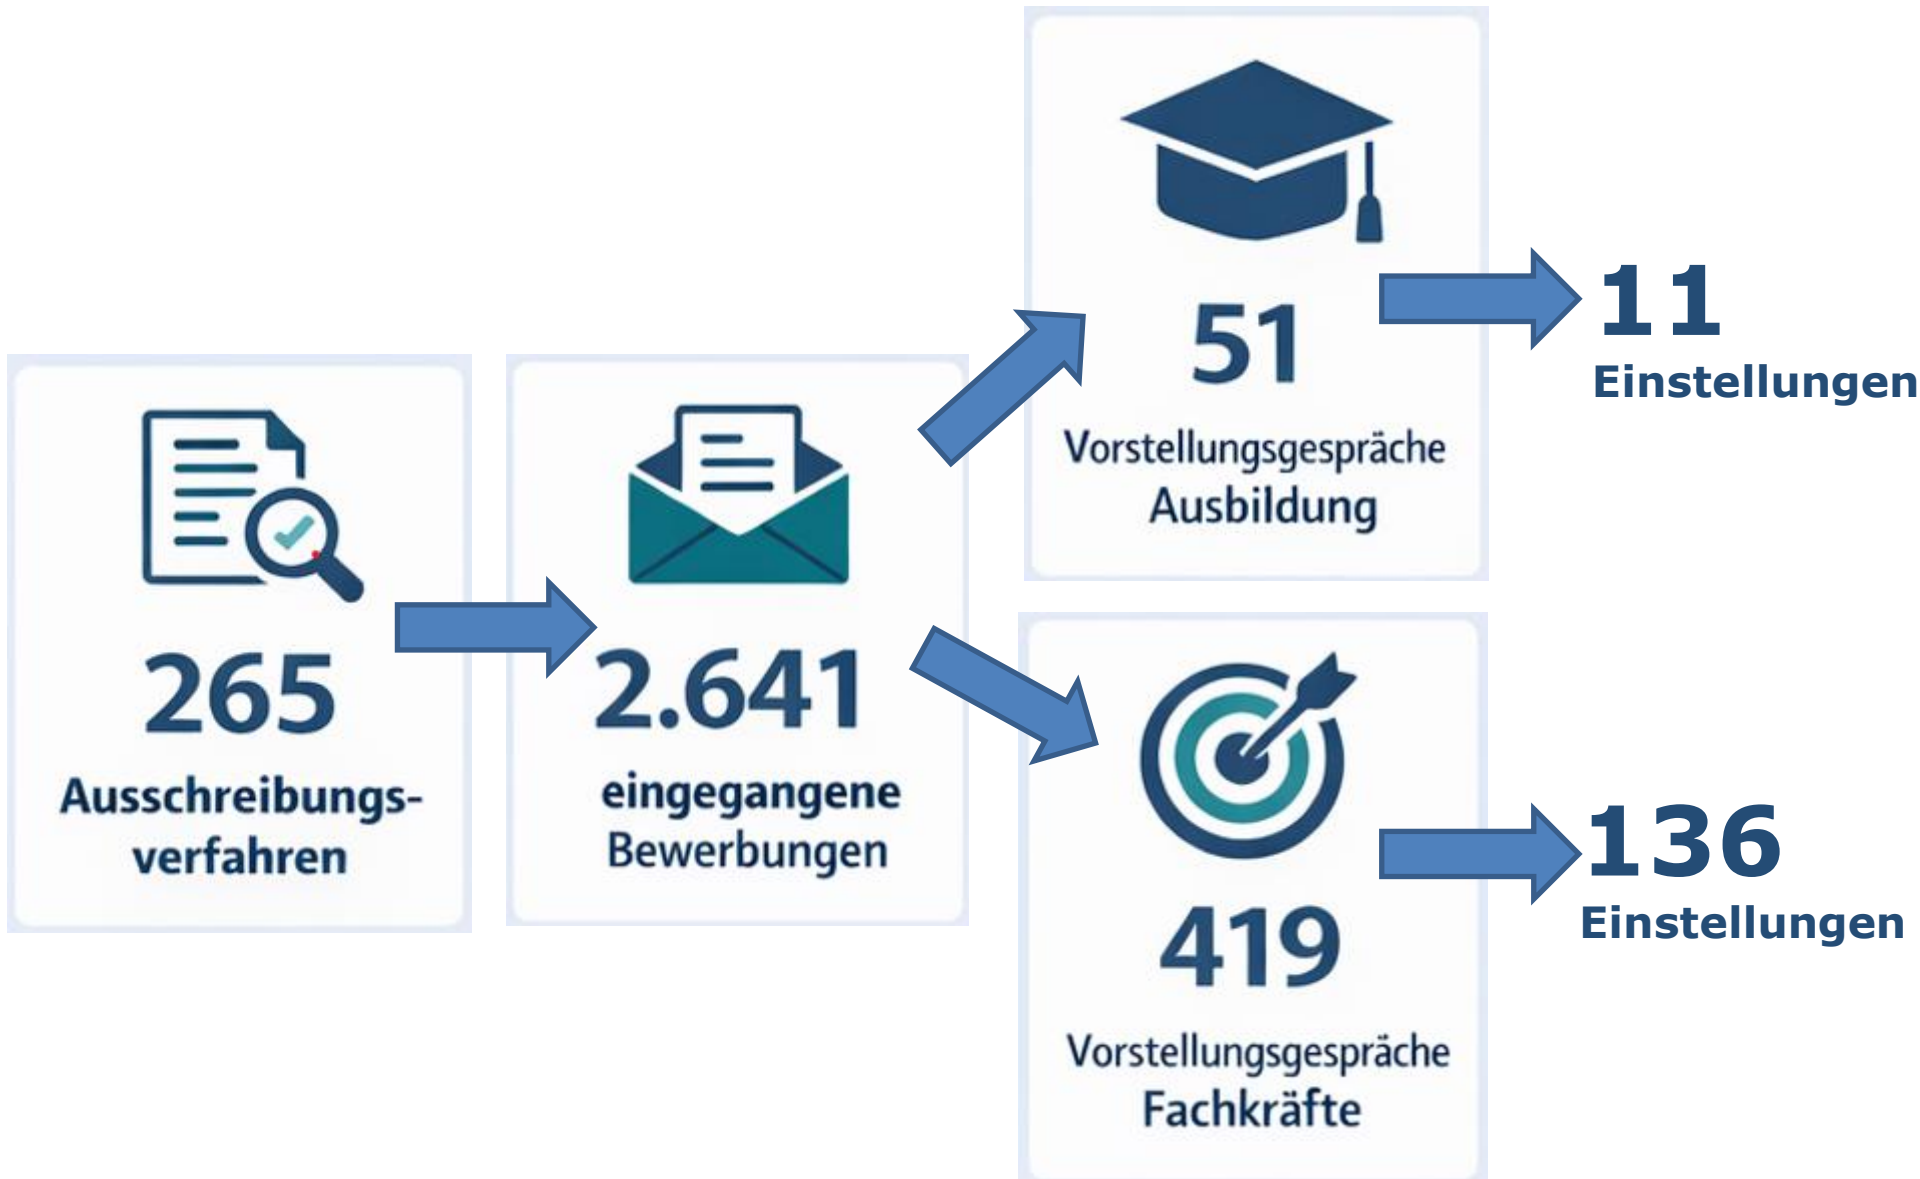 265
Ausschreibungs-
verfahren
2.641
eingegangene
Bewerbungen
51
Vorstellungsgespräche
Ausbildung
11
Einstellungen
419
Vorstellungsgespräche
Fachkräfte
136
Einstellungen